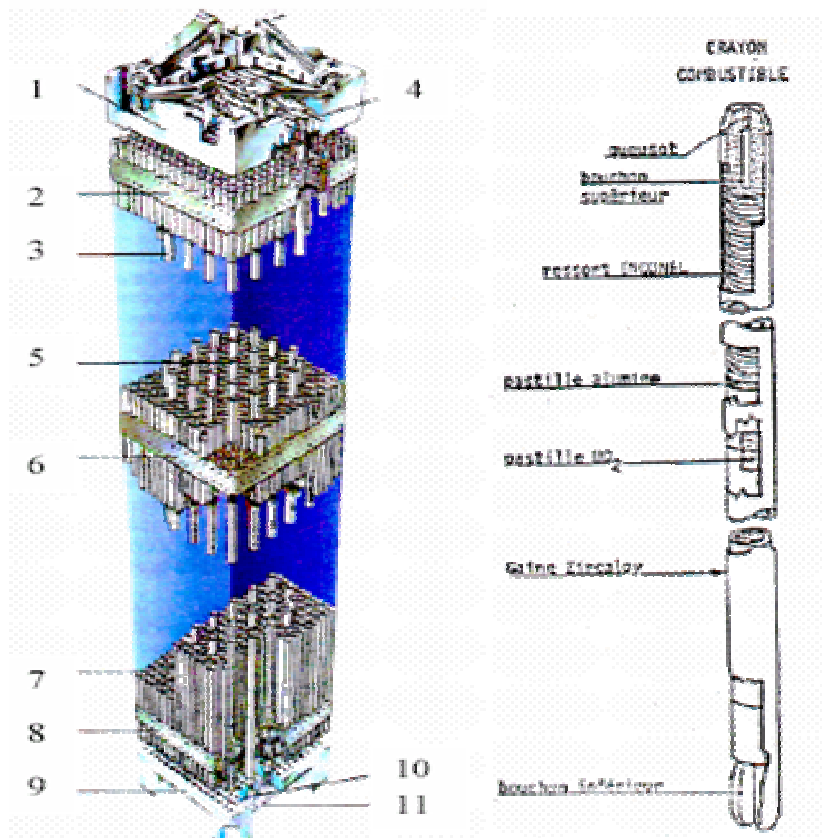 1
4
2
3
5
6
7
8
9
10
11
CRAYON
COMBUSTIBLE
queusot
bouchon
supérieur
ressort INCONEL
pastille alumine
pastille UO2
Gaine Zircaloy
bouchon inférieur